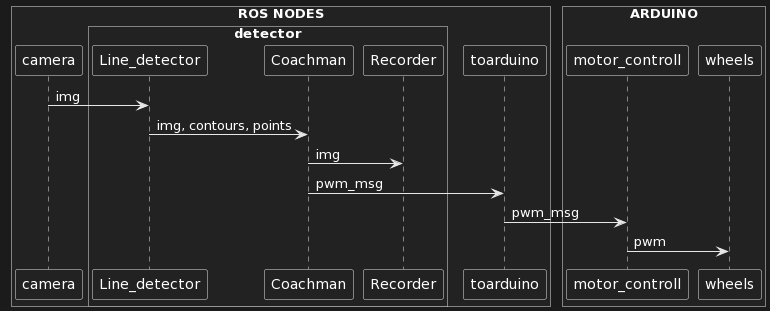 ROS NODES
ARDUINO
detector
camera
Line_detector
Coachman
Recorder
toarduino
motor_controll
wheels
img
img, contours, points
img
pwm_msg
pwm_msg
pwm
camera
Line_detector
Coachman
Recorder
toarduino
motor_controll
wheels